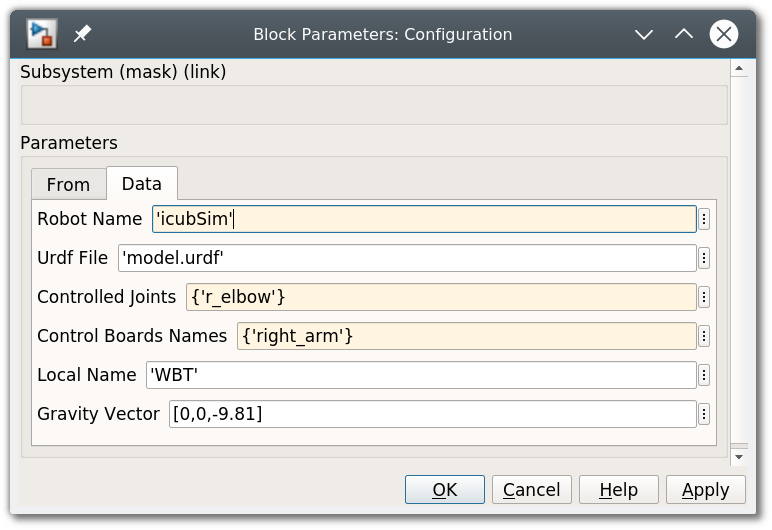 Block Parameters: Configuration
Subsystem (mask) (link)
Parameters
From Data
Robot Name 'icubSim'
Urdf File 'model.urdf'
Controlled Joints {'r_elbow'}
Control Boards Names {'right_arm'}
Local Name 'WBT'
Gravity Vector [0,0,-9.81]
OK Cancel Help Apply